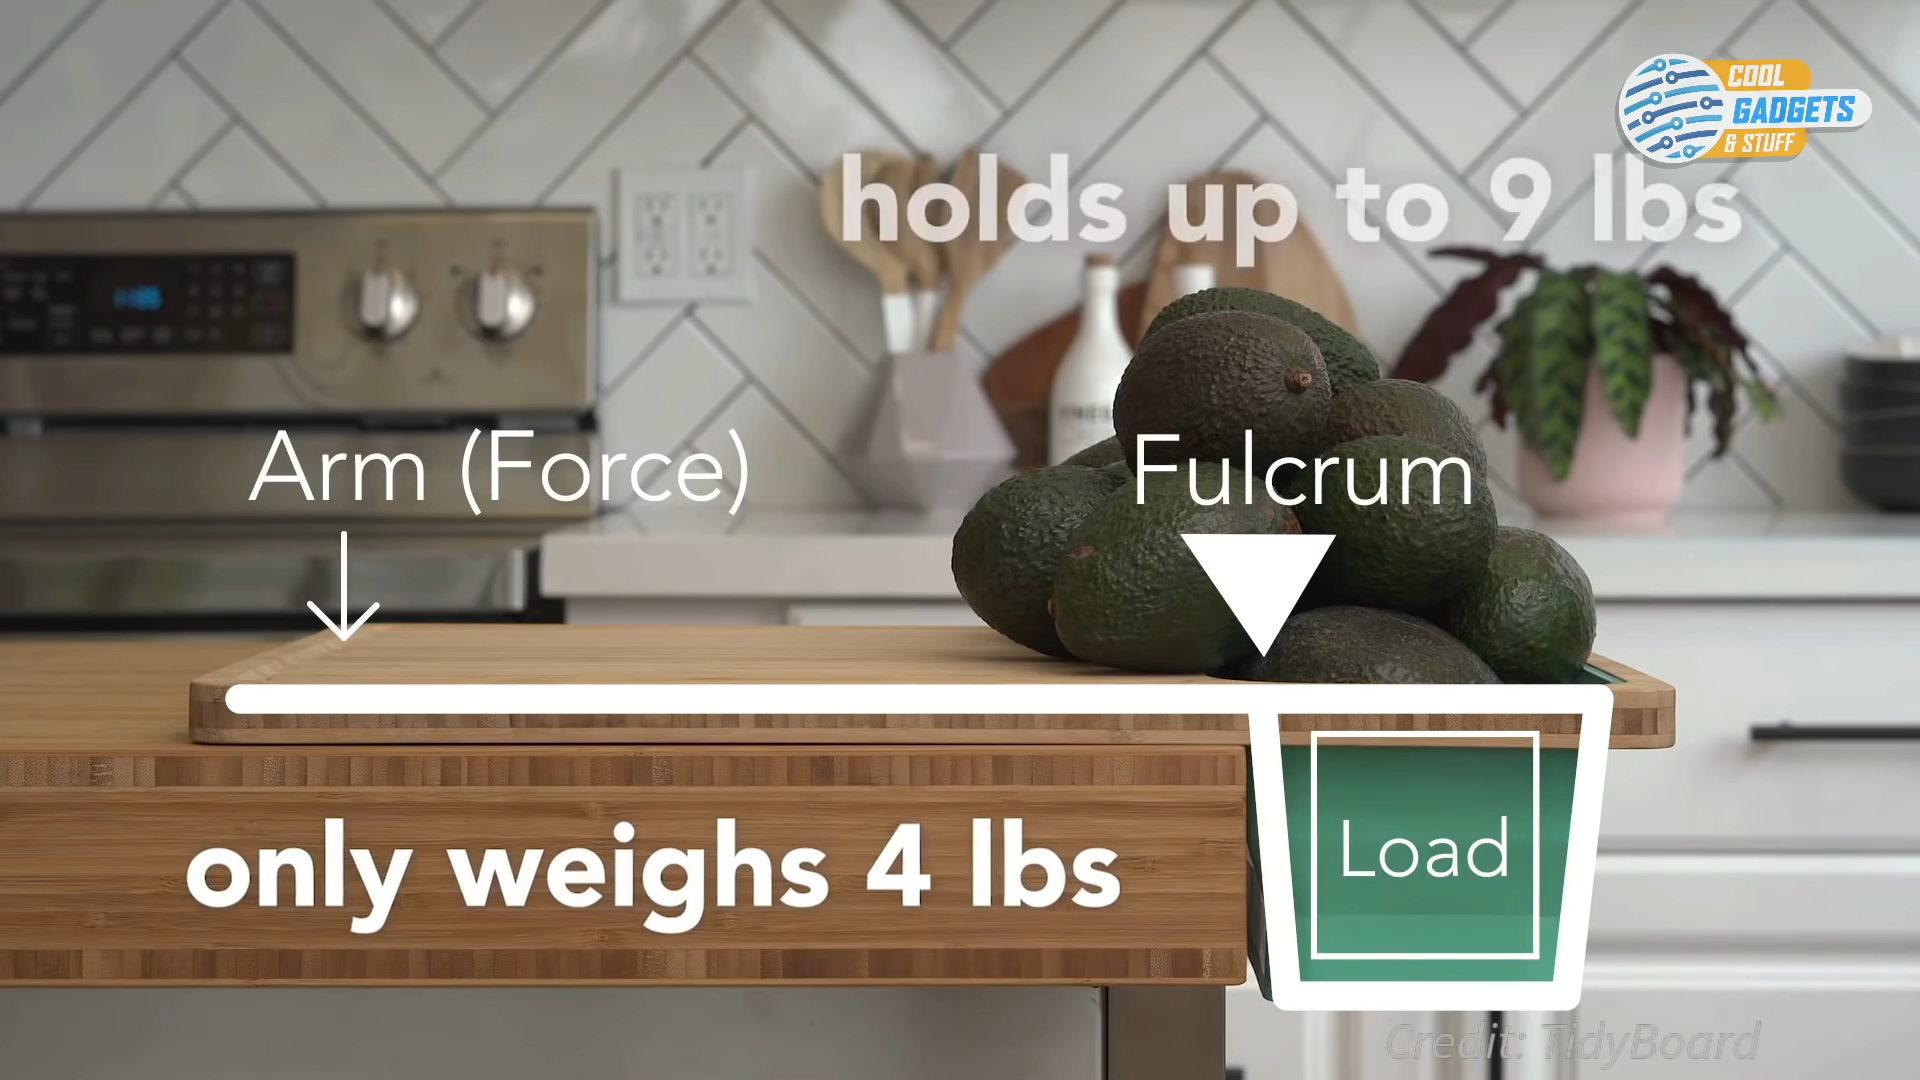 COOL
GADGETS
& STUFF
holds up to 9 lbs
Arm (Force)
Fulcrum
Load
only weighs 4 lbs
Credit: TidyBoard